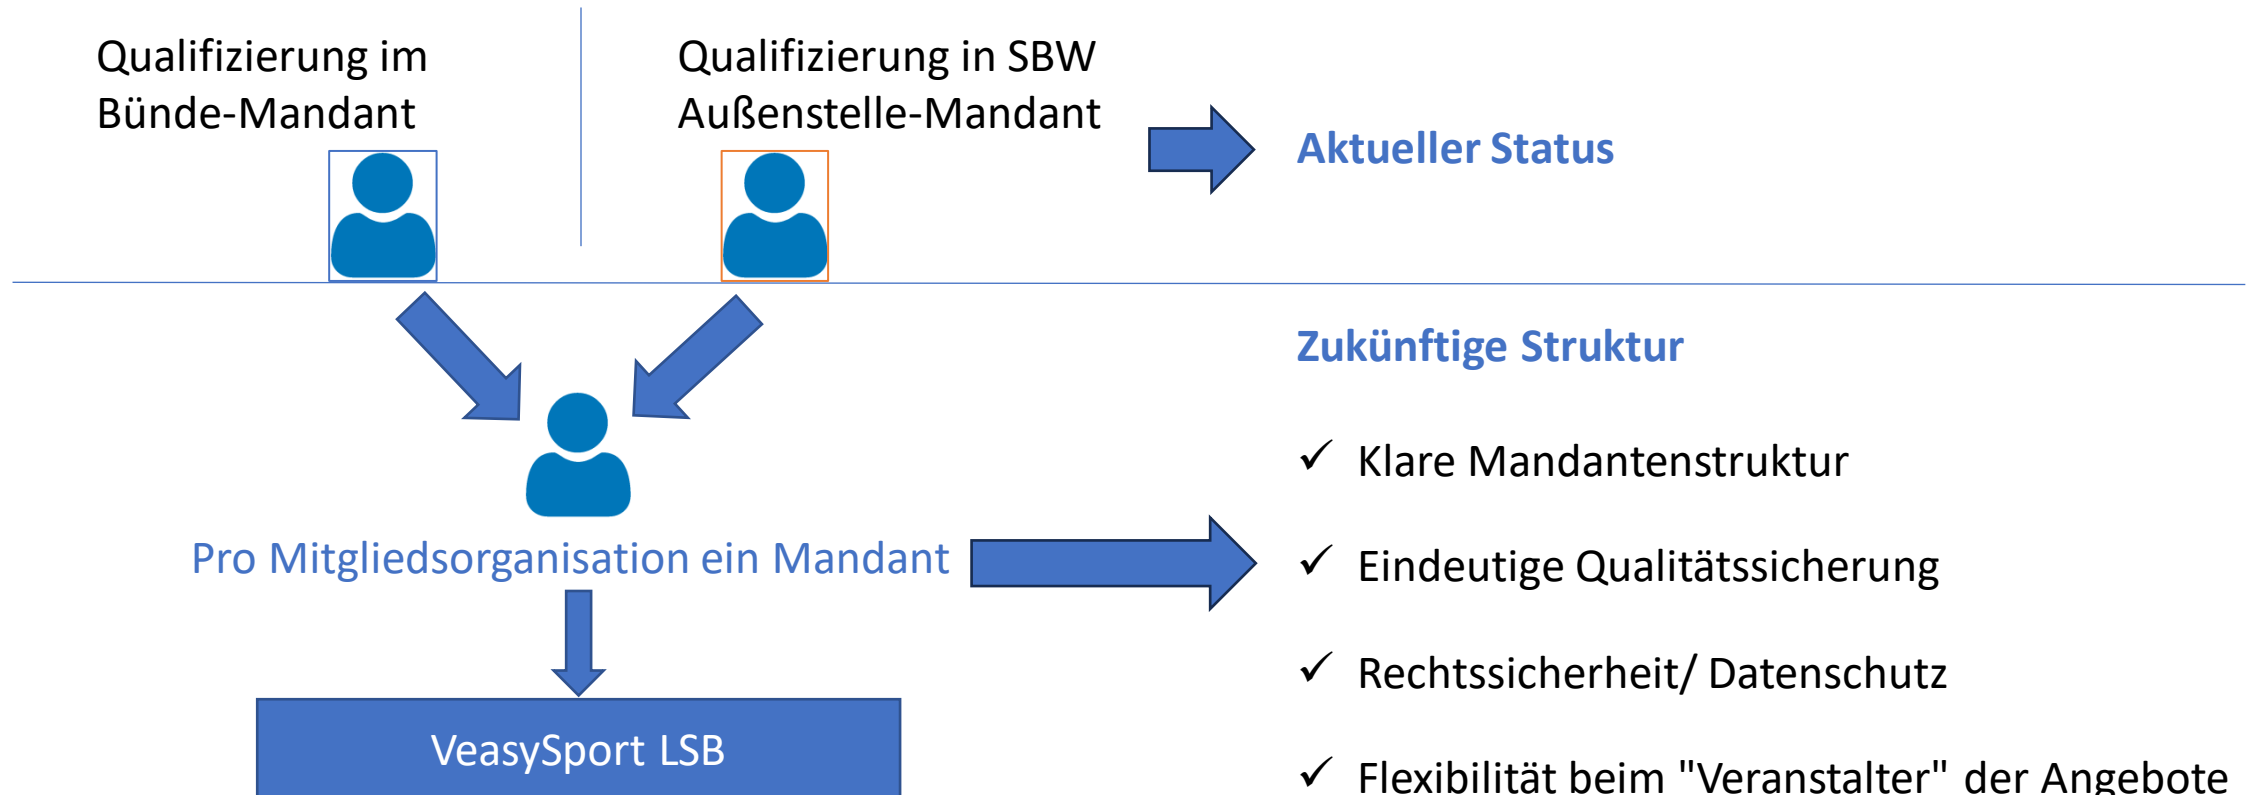 Qualifizierung im
Bünde-Mandant
Qualifizierung in SBW
Außenstelle-Mandant
Aktueller Status
Zukünftige Struktur
✓ Klare Mandantenstruktur
Pro Mitgliedsorganisation ein Mandant
✓ Eindeutige Qualitätssicherung
✓ Rechtssicherheit/ Datenschutz
VeasySport LSB
✓ Flexibilität beim "Veranstalter" der Angebote